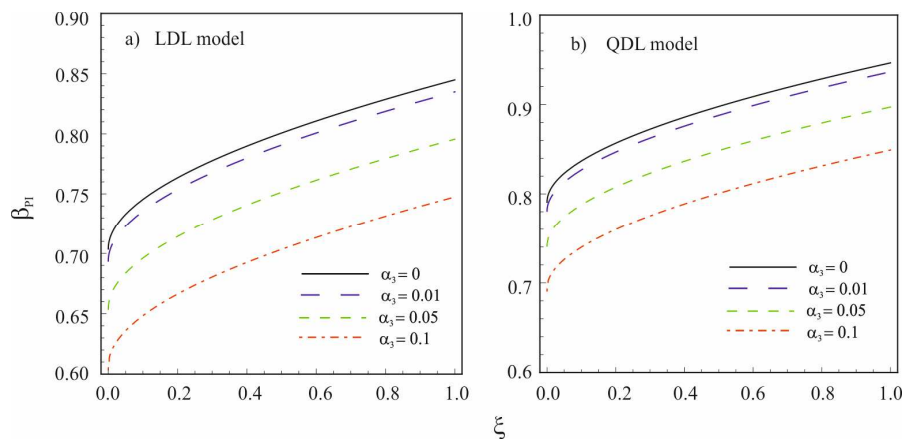 a) LDL model
0.90
0.85
0.80
0.75
0.70
0.65
0.60
β_P1
0.0 0.2 0.4 0.6 0.8 1.0
α₃ = 0
α₃ = 0.01
α₃ = 0.05
α₃ = 0.1
b) QDL model
1.0
0.9
0.8
0.7
0.6
0.0 0.2 0.4 0.6 0.8 1.0
α₃ = 0
α₃ = 0.01
α₃ = 0.05
α₃ = 0.1
ξ